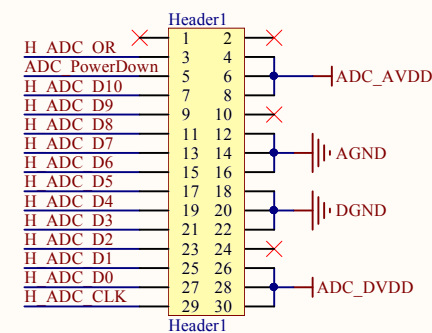 Header1
1 2
H_ADC_OR 3 4
ADC_PowerDown 5 6 ADC_AVDD
H_ADC_D10 7 8
H_ADC_D9 9 10
H_ADC_D8 11 12
H_ADC_D7 13 14 AGND
H_ADC_D6 15 16
H_ADC_D5 17 18
H_ADC_D4 19 20 DGND
H_ADC_D3 21 22
H_ADC_D2 23 24
H_ADC_D1 25 26
H_ADC_D0 27 28 ADC_DVDD
H_ADC_CLK 29 30
Header1